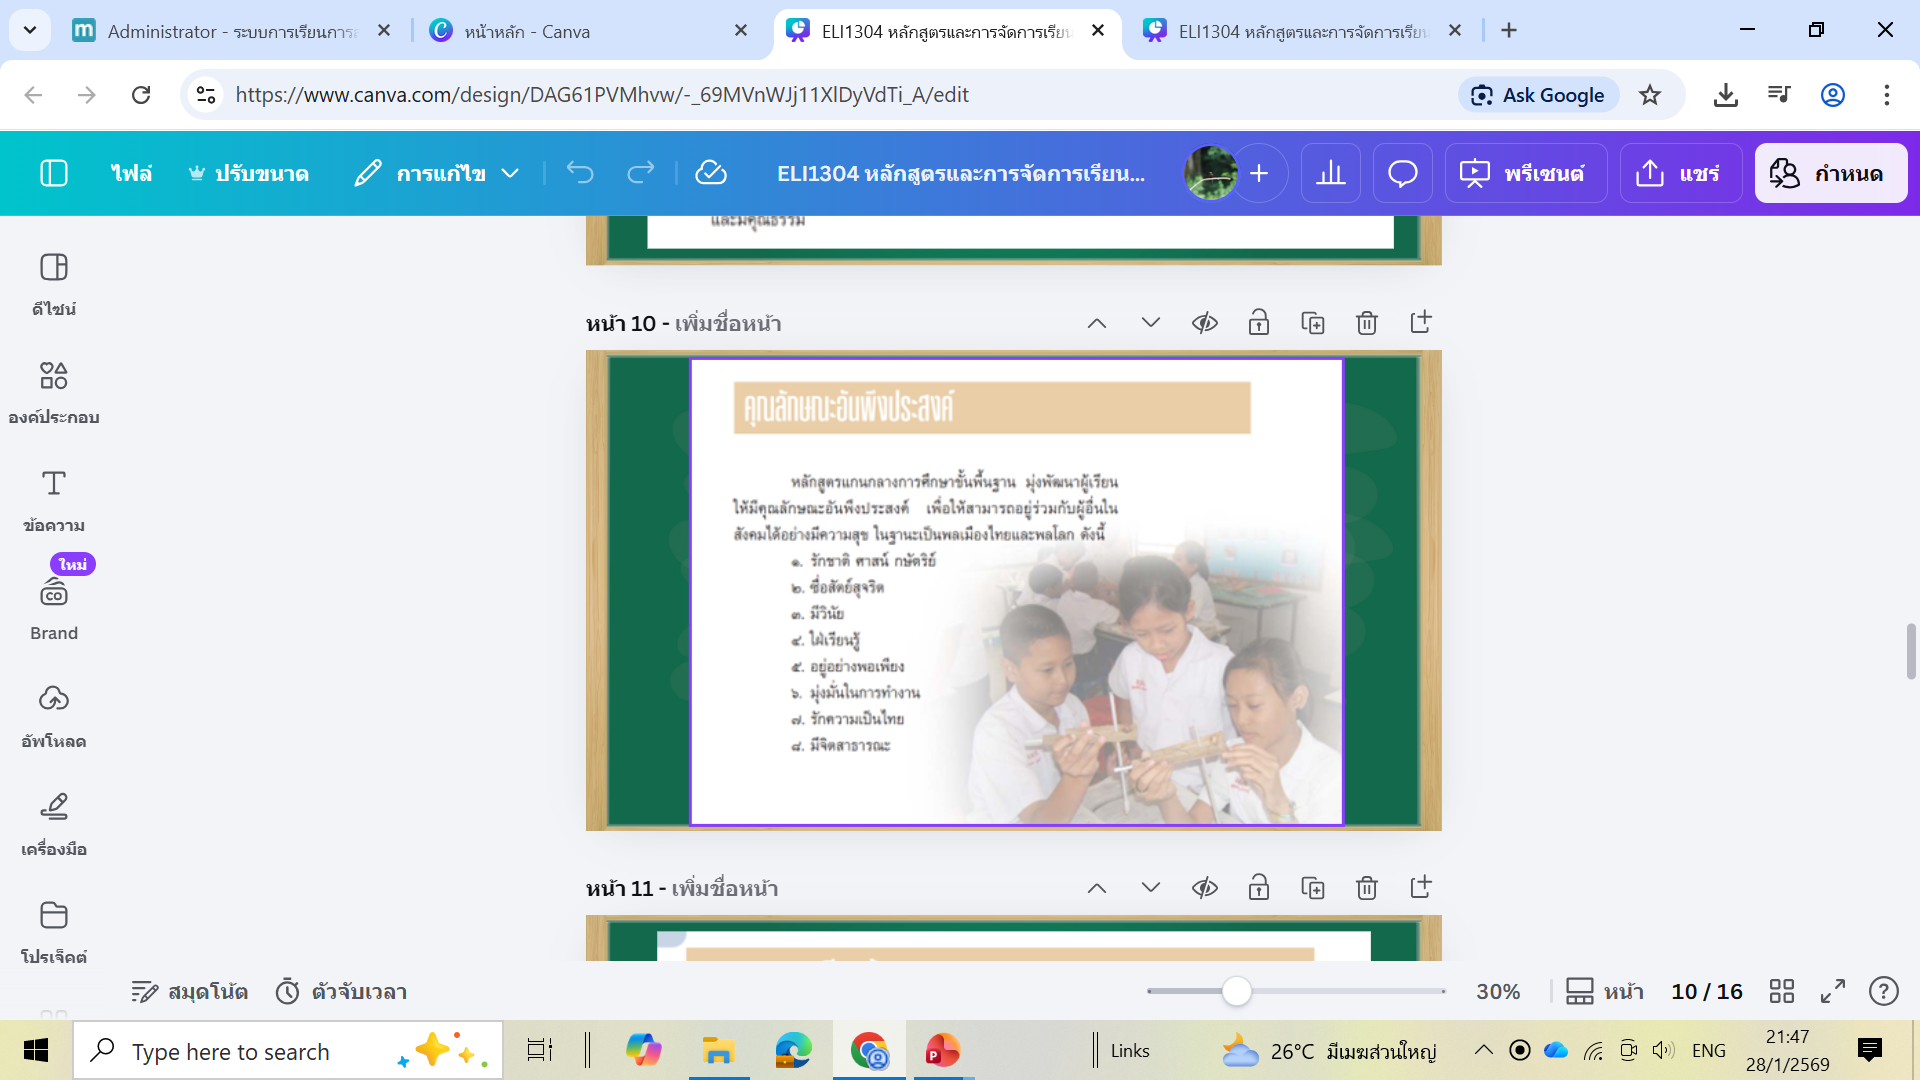 Administrator - ระบบการเรียนการส
หน้าหลัก - Canva
ELI1304 หลักสูตรและการจัดการเรียน
ELI1304 หลักสูตรและการจัดการเรียน
https://www.canva.com/design/DAG61PVMhvw/-_69MVnWJj11XlDyVdTi_A/edit
Ask Google
ไฟล์
ปรับขนาด
การแก้ไข
ELI1304 หลักสูตรและการจัดการเรียน...
พรีเซนต์
แชร์
กำหนด
และมีคุณธรรม
ดีไซน์
องค์ประกอบ
ข้อความ
ใหม่
Brand
อัพโหลด
เครื่องมือ
โปรเจ็คต์
หน้า 10 - เพิ่มชื่อหน้า
คุณลักษณะอันพึงประสงค์
หลักสูตรแกนกลางการศึกษาขั้นพื้นฐาน มุ่งพัฒนาผู้เรียน
ให้มีคุณลักษณะอันพึงประสงค์ เพื่อให้สามารถอยู่ร่วมกับผู้อื่นใน
สังคมได้อย่างมีความสุข ในฐานะเป็นพลเมืองไทยและพลโลก ดังนี้
๑. รักชาติ ศาสน์ กษัตริย์
๒. ซื่อสัตย์สุจริต
๓. มีวินัย
๔. ใฝ่เรียนรู้
๕. อยู่อย่างพอเพียง
๖. มุ่งมั่นในการทำงาน
๗. รักความเป็นไทย
๘. มีจิตสาธารณะ
หน้า 11 - เพิ่มชื่อหน้า
สมุดโน้ต
ตัวจับเวลา
30%
หน้า
10 / 16
Type here to search
Links
26°C มีเมฆส่วนใหญ่
ENG
21:47
28/1/2569